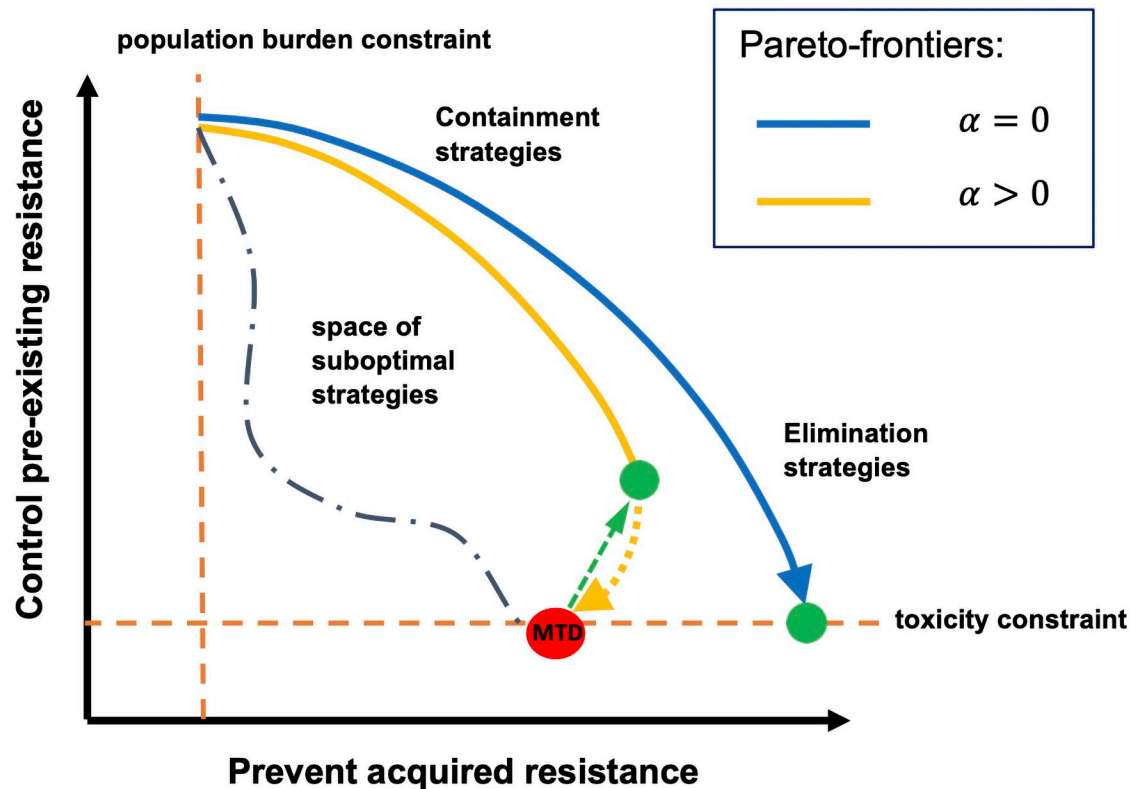 population burden constraint
Pareto-frontiers:
α = 0
α > 0
Containment
strategies
Control pre-existing resistance
space of
suboptimal
strategies
Elimination
strategies
MTD
toxicity constraint
Prevent acquired resistance